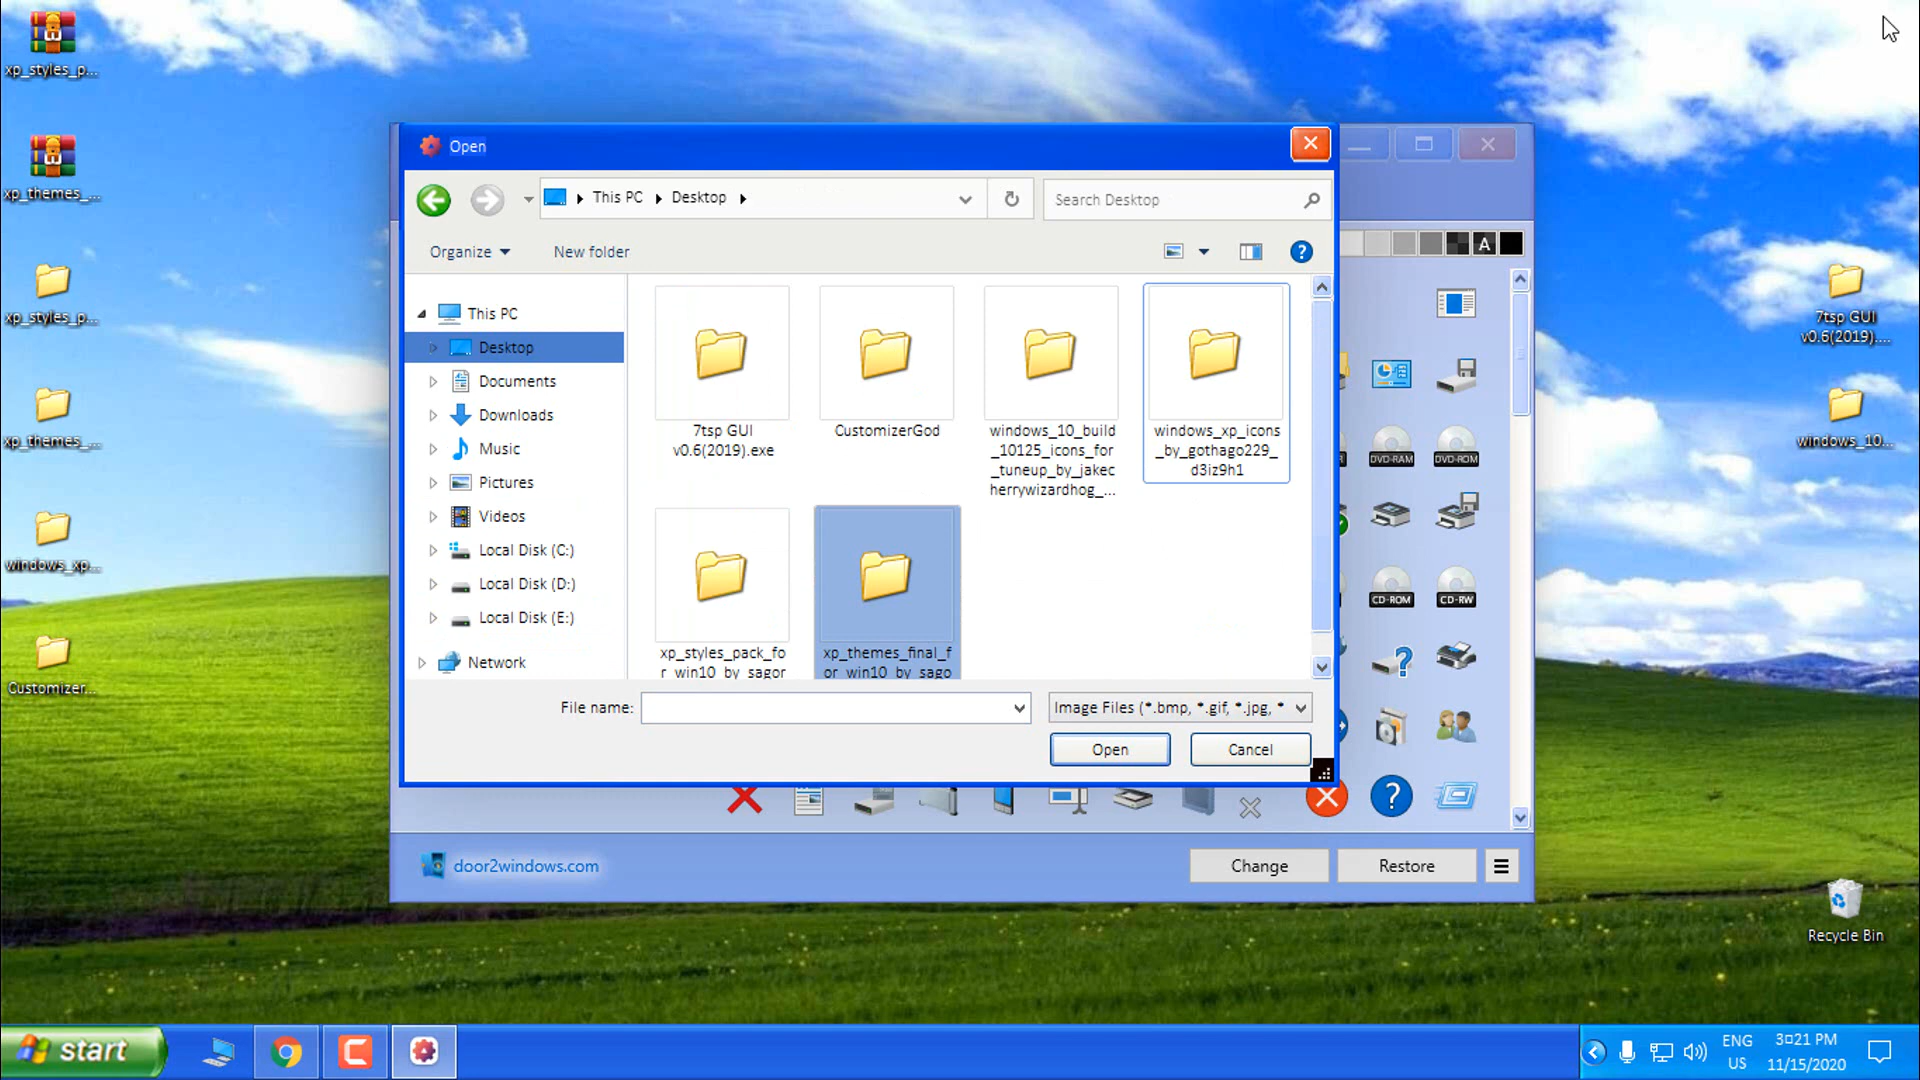 xp_styles_p...
xp_themes_...
xp_styles_p...
xp_themes_...
windows_xp...
Customizer...
Open
This PC
Desktop
Search Desktop
Organize
New folder
This PC
Desktop
Documents
Downloads
Music
Pictures
Videos
Local Disk (C:)
Local Disk (D:)
Local Disk (E:)
Network
7tsp GUI
v0.6(2019).exe
CustomizerGod
windows_10_build
_10125_icons_for
_tuneup_by_jakec
herrywizardhog_...
windows_xp_icons
_by_gothago229_
d3iz9h1
xp_styles_pack_fo
r_win10_by_sagor
xp_themes_final_f
or_win10_by_sago
File name:
Image Files (*.bmp, *.gif, *.jpg, *
Open
Cancel
A
DVD-RAM
DVD-ROM
CD-ROM
CD-RW
door2windows.com
Change
Restore
7tsp GUI
v0.6(2019)....
windows_10...
Recycle Bin
start
ENG
US
3□21 PM
11/15/2020